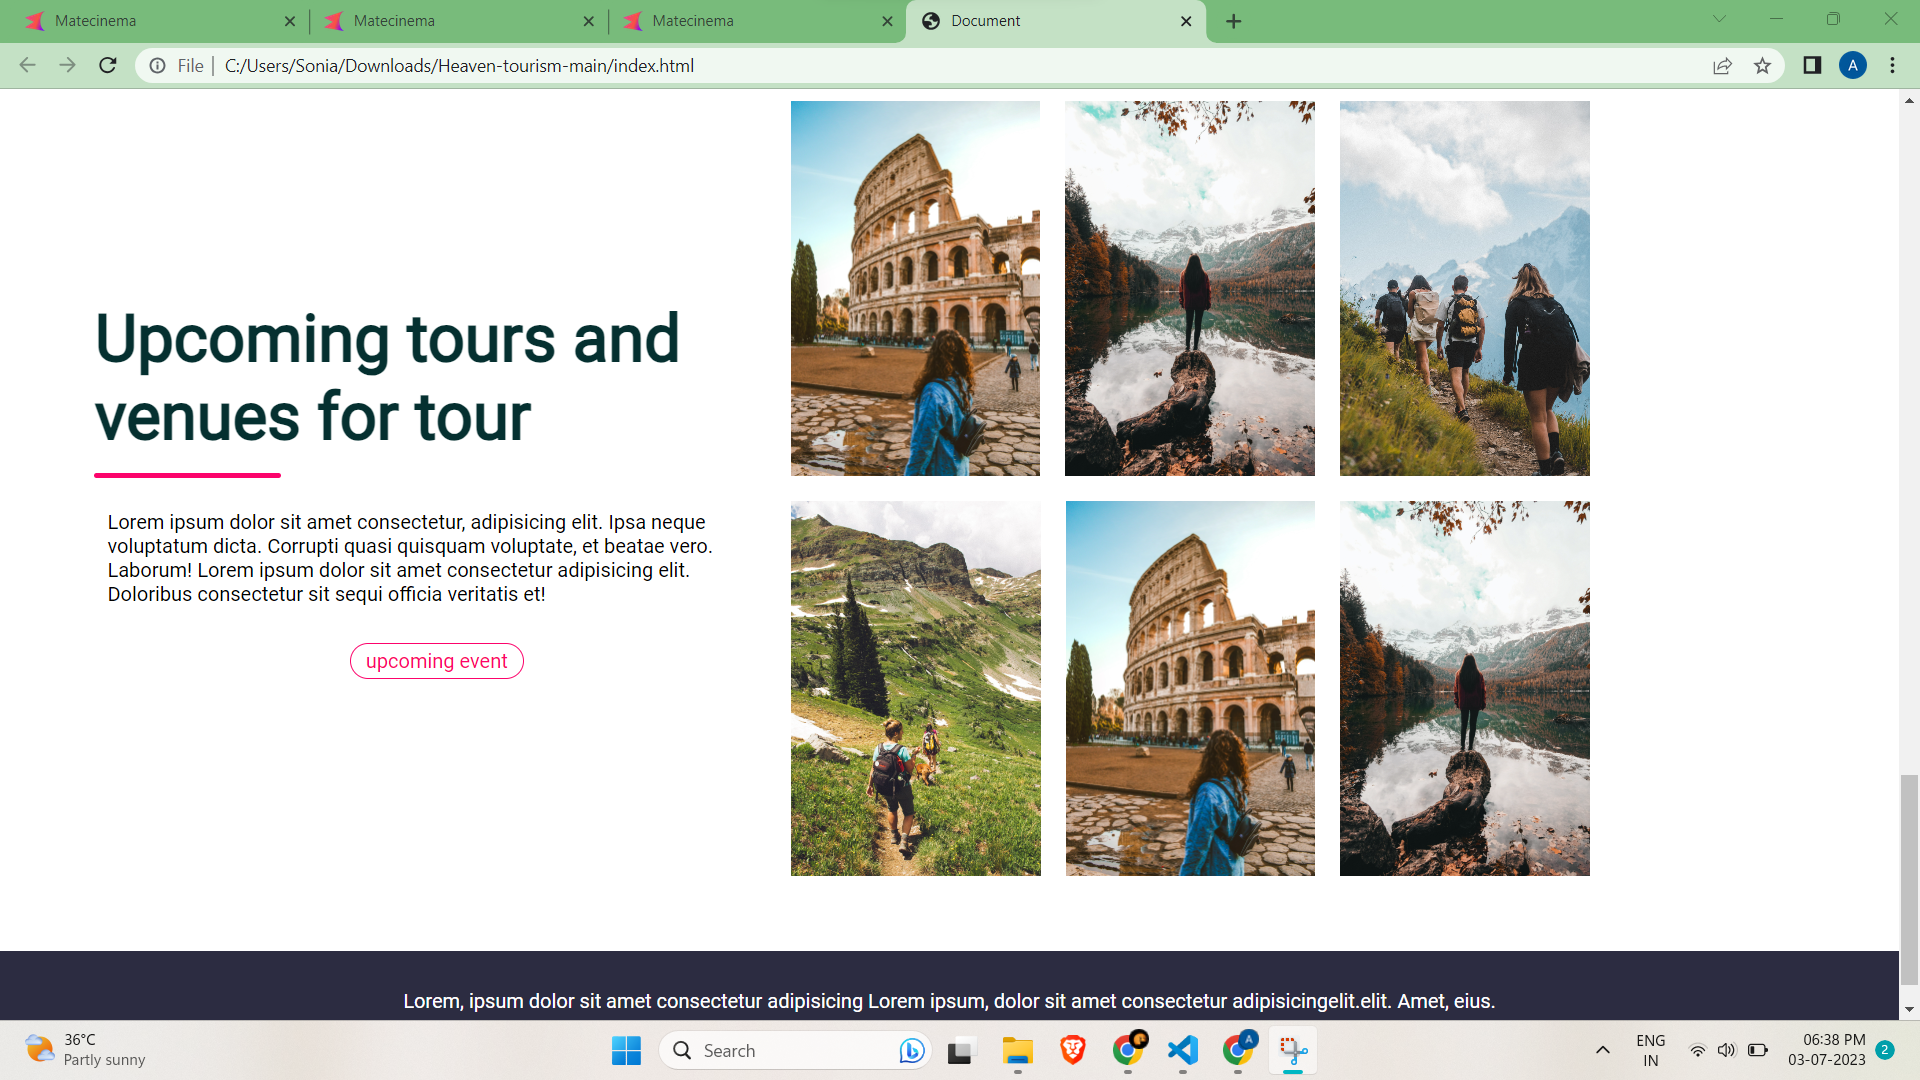 Matecinema
Matecinema
Matecinema
Document
File
C:/Users/Sonia/Downloads/Heaven-tourism-main/index.html
A
Upcoming tours and
venues for tour
Lorem ipsum dolor sit amet consectetur, adipisicing elit. Ipsa neque
voluptatum dicta. Corrupti quasi quisquam voluptate, et beatae vero.
Laborum! Lorem ipsum dolor sit amet consectetur adipisicing elit.
Doloribus consectetur sit sequi officia veritatis et!
upcoming event
Lorem, ipsum dolor sit amet consectetur adipisicing Lorem ipsum, dolor sit amet consectetur adipisicingelit.elit. Amet, eius.
36°C
Partly sunny
Search
A
ENG
IN
06:38 PM
03-07-2023
2